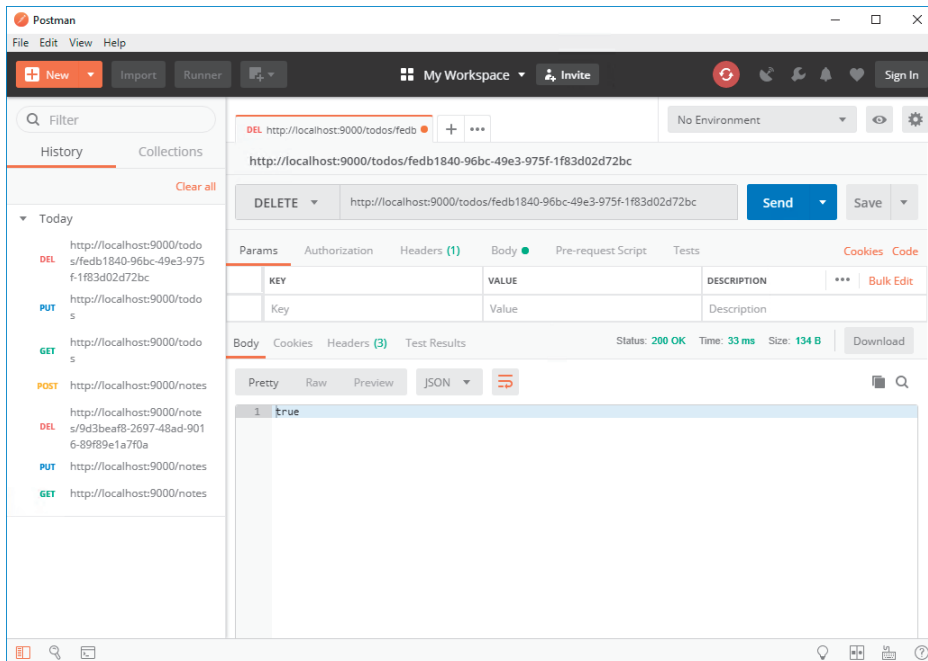 Postman
File Edit View Help
New Import Runner My Workspace Invite Sign In
Filter
History Collections
Clear all
Today
DEL http://localhost:9000/todo
s/fedb1840-96bc-49e3-975
f-1f83d02d72bc
PUT http://localhost:9000/todo
s
GET http://localhost:9000/todo
s
POST http://localhost:9000/notes
DEL http://localhost:9000/note
s/9d3beaf8-2697-48ad-901
6-89f89e1a7f0a
PUT http://localhost:9000/notes
GET http://localhost:9000/notes
DEL http://localhost:9000/todos/fedb
No Environment
http://localhost:9000/todos/fedb1840-96bc-49e3-975f-1f83d02d72bc
DELETE http://localhost:9000/todos/fedb1840-96bc-49e3-975f-1f83d02d72bc Send Save
Params Authorization Headers (1) Body Pre-request Script Tests Cookies Code
KEY VALUE DESCRIPTION Bulk Edit
Key Value Description
Body Cookies Headers (3) Test Results Status: 200 OK Time: 33 ms Size: 134 B Download
Pretty Raw Preview JSON
1 true